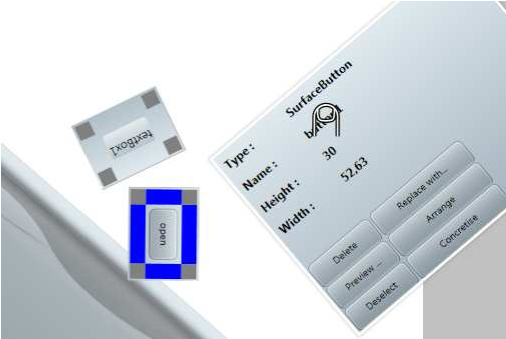 textBox1
open
Type : SurfaceButton
Name :
Height : 30
Width : 52,63
Delete
Replace with...
Preview ...
Arrange
Deselect
Concretise